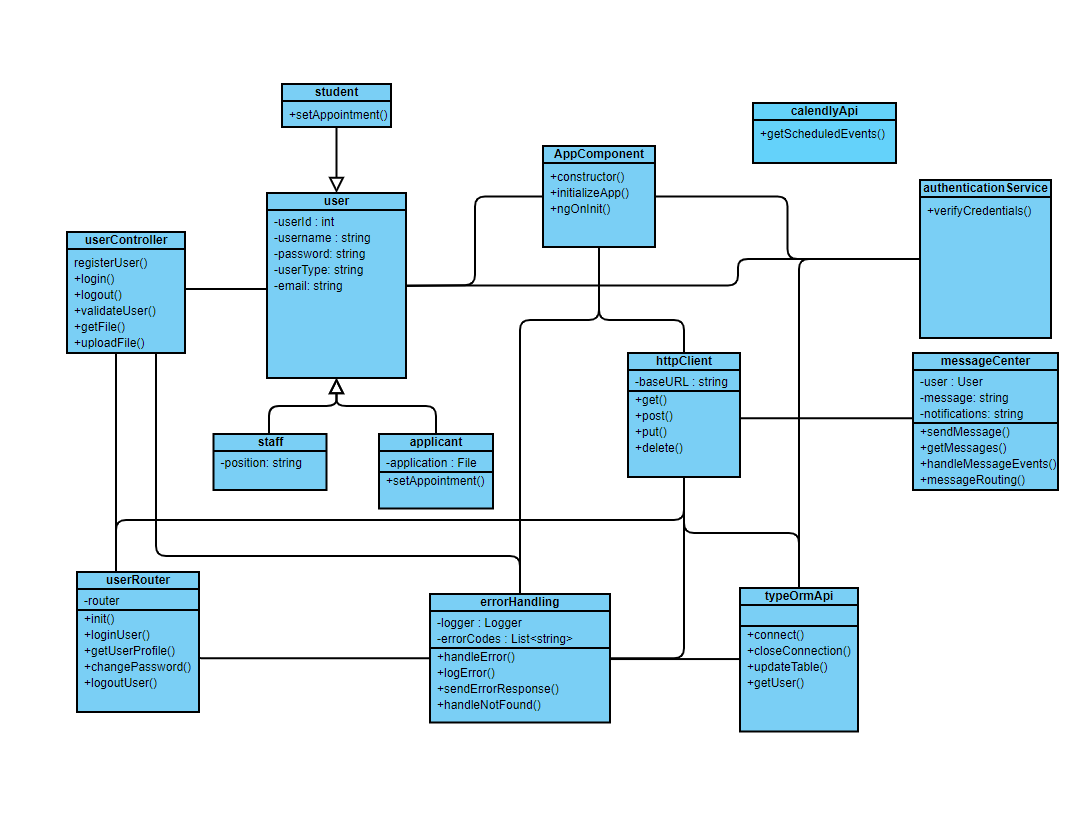 student
+setAppointment()
calendlyApi
+getScheduledEvents()
AppComponent
+constructor()
+initializeApp()
+ngOnInit()
authenticationService
+verifyCredentials()
user
-userId : int
-username : string
-password: string
-userType: string
-email: string
userController
registerUser()
+login()
+logout()
+validateUser()
+getFile()
+uploadFile()
httpClient
-baseURL : string
+get()
+post()
+put()
+delete()
messageCenter
-user : User
-message: string
-notifications: string
+sendMessage()
+getMessages()
+handleMessageEvents()
+messageRouting()
staff
-position: string
applicant
-application : File
+setAppointment()
userRouter
-router
+init()
+loginUser()
+getUserProfile()
+changePassword()
+logoutUser()
errorHandling
-logger : Logger
-errorCodes : List<string>
+handleError()
+logError()
+sendErrorResponse()
+handleNotFound()
typeOrmApi
+connect()
+closeConnection()
+updateTable()
+getUser()